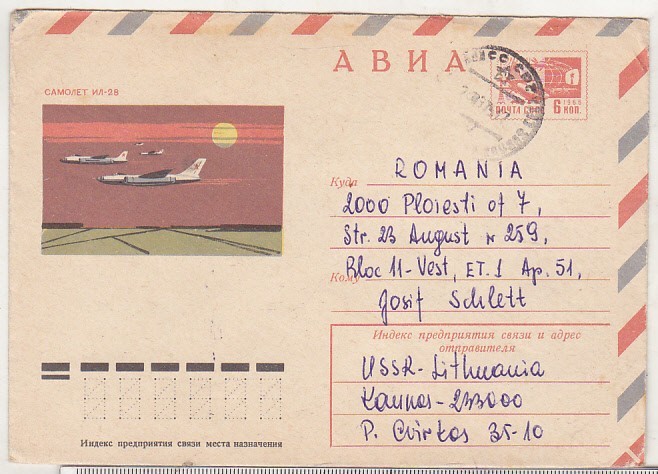 АВИА
САМОЛЕТ ИЛ-28
ПОЧТА СССР
1966
6 КОП.
Куда ROMANIA
2000 Ploiesti of 7,
Str. 23 August n 259,
Bloc 11-Vest, ET. 1 Ap. 51,
Кому
Josif Schlett
Индекс предприятия связи и адрес
отправителя
USSR-Lithuania
Kaunas-233000
P. Cvirkos 35-10
Индекс предприятия связи места назначения